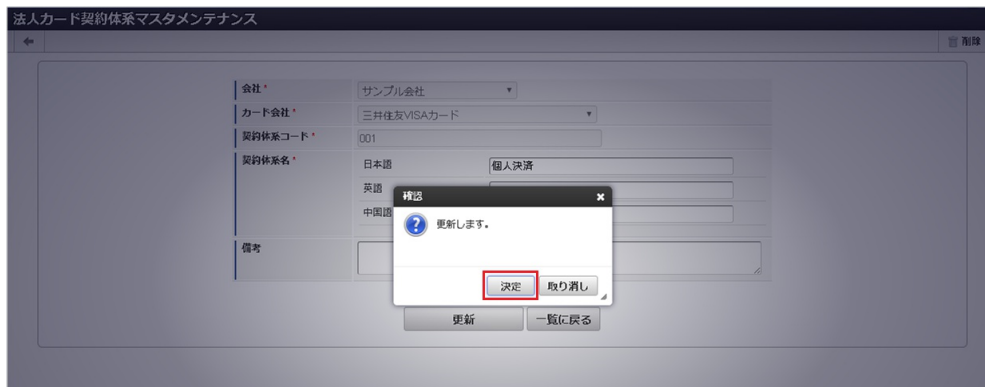 法人カード契約体系マスタメンテナンス
削除
会社*
サンプル会社
カード会社*
三井住友VISAカード
契約体系コード*
001
契約体系名*
日本語
個人決済
英語
中国語
備考
確認
更新します。
決定
取り消し
更新
一覧に戻る